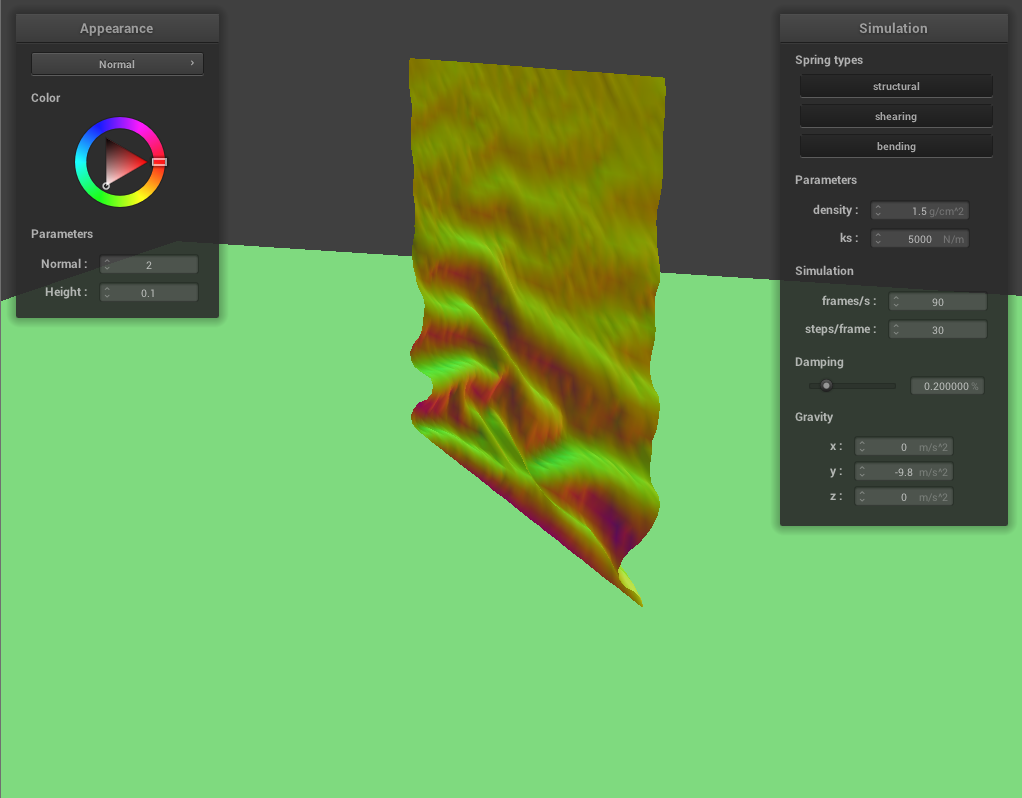 Appearance
Normal
Color
Parameters
Normal : 2
Height : 0.1
Simulation
Spring types
structural
shearing
bending
Parameters
density : 1.5 g/cm^2
ks : 5000 N/m
Simulation
frames/s : 90
steps/frame : 30
Damping
0.200000 %
Gravity
x : 0 m/s^2
y : -9.8 m/s^2
z : 0 m/s^2